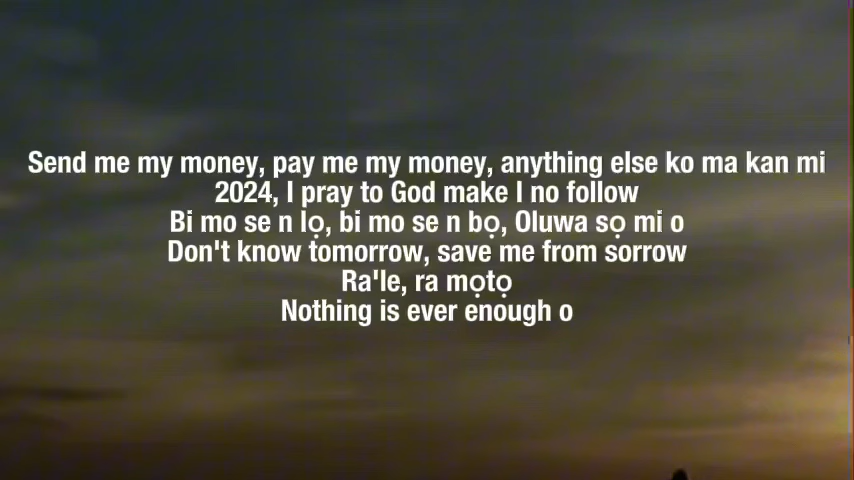 Send me my money, pay me my money, anything else ko ma kan mi
2024, I pray to God make I no follow
Bi mo se n lọ, bi mo se n bọ, Oluwa sọ mi o
Don't know tomorrow, save me from sorrow
Ra'le, ra mọtọ
Nothing is ever enough o